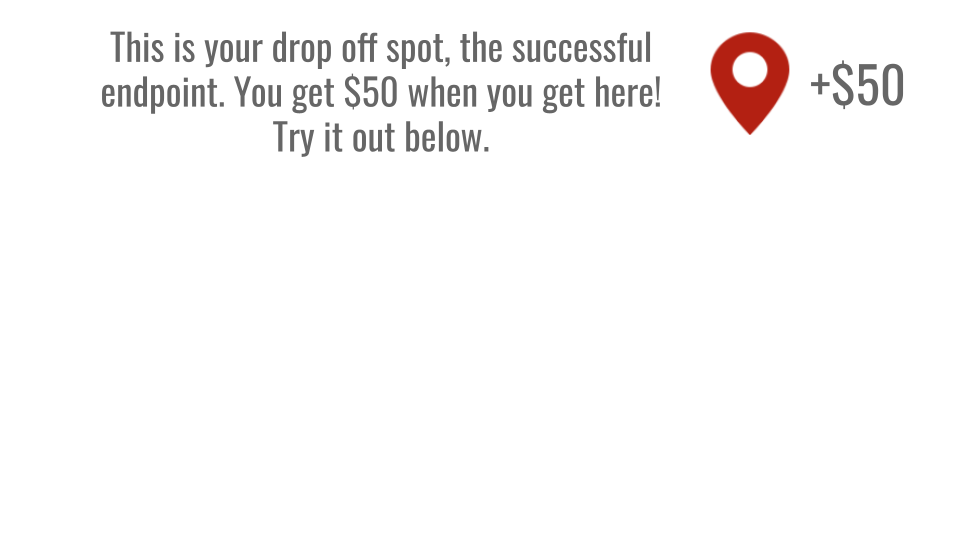 This is your drop off spot, the successful
endpoint. You get $50 when you get here!
Try it out below.
+$50